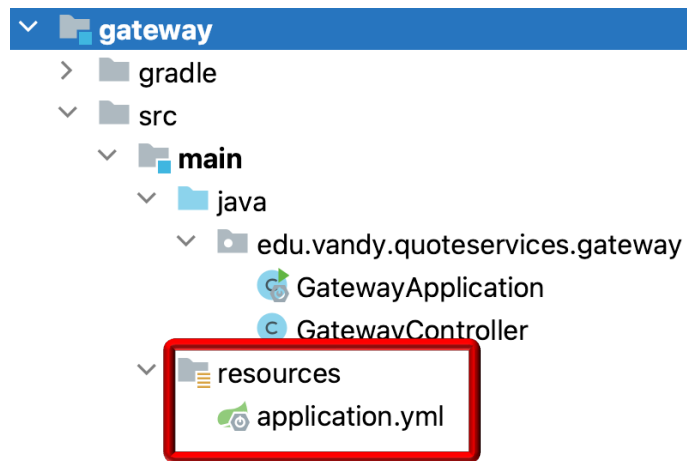 gateway
gradle
src
main
java
edu.vandy.quoteservices.gateway
GatewayApplication
GatewayController
resources
application.yml